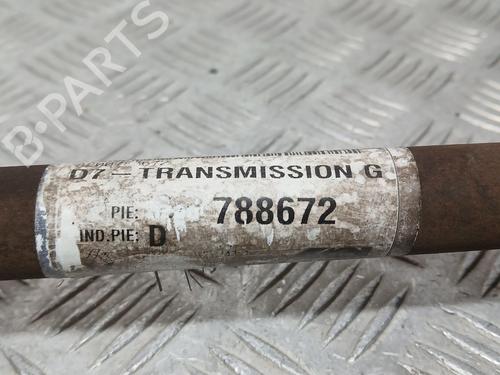 B-PARTS
D7-TRANSMISSION G
PIE: 788672
IND.PIE: D